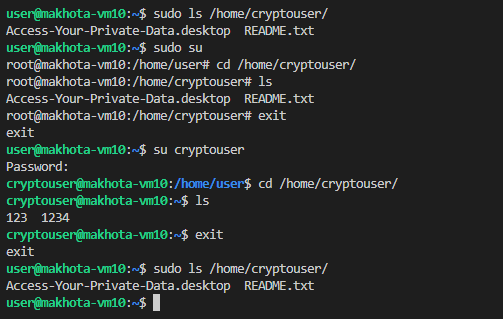 user@makhota-vm10:~$ sudo ls /home/cryptouser/
Access-Your-Private-Data.desktop  README.txt
user@makhota-vm10:~$ sudo su
root@makhota-vm10:/home/user# cd /home/cryptouser/
root@makhota-vm10:/home/cryptouser# ls
Access-Your-Private-Data.desktop  README.txt
root@makhota-vm10:/home/cryptouser# exit
exit
user@makhota-vm10:~$ su cryptouser
Password:
cryptouser@makhota-vm10:/home/user$ cd /home/cryptouser/
cryptouser@makhota-vm10:~$ ls
123  1234
cryptouser@makhota-vm10:~$ exit
exit
user@makhota-vm10:~$ sudo ls /home/cryptouser/
Access-Your-Private-Data.desktop  README.txt
user@makhota-vm10:~$